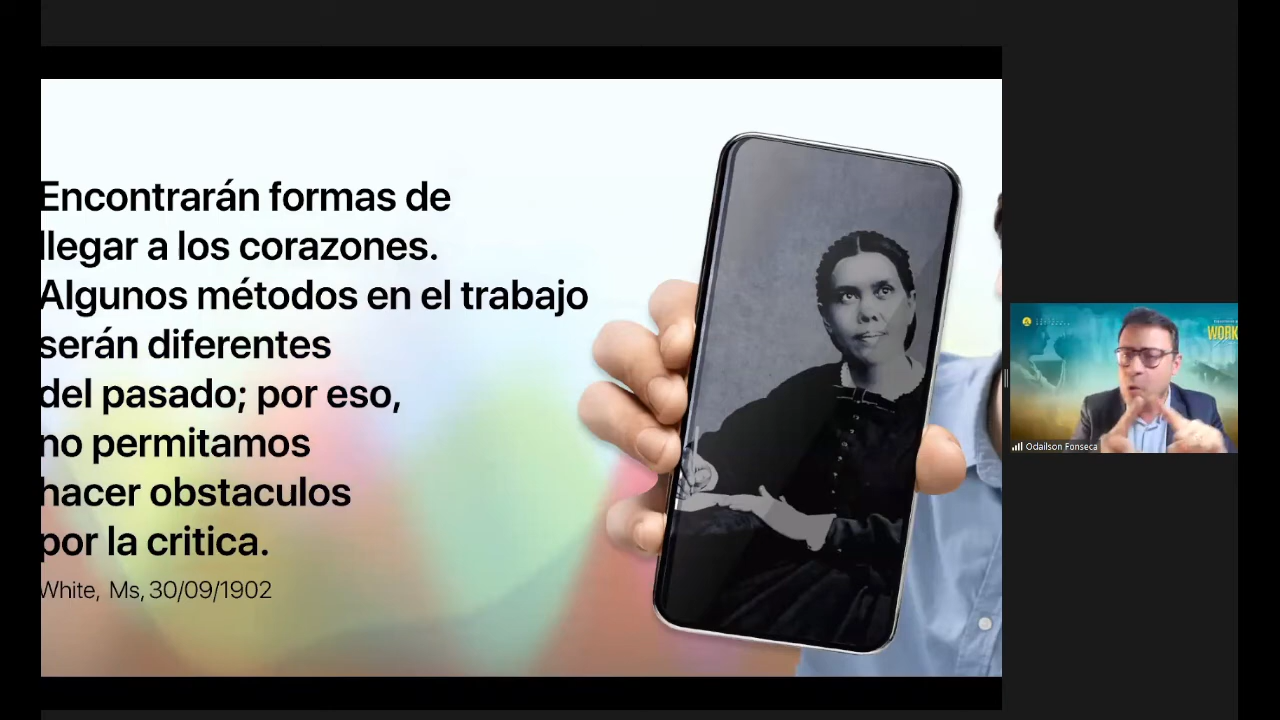 Encontrarán formas de
llegar a los corazones.
Algunos métodos en el trabajo
serán diferentes
del pasado; por eso,
no permitamos
hacer obstaculos
por la critica.
White, Ms, 30/09/1902
WORK
Odailson Fonseca